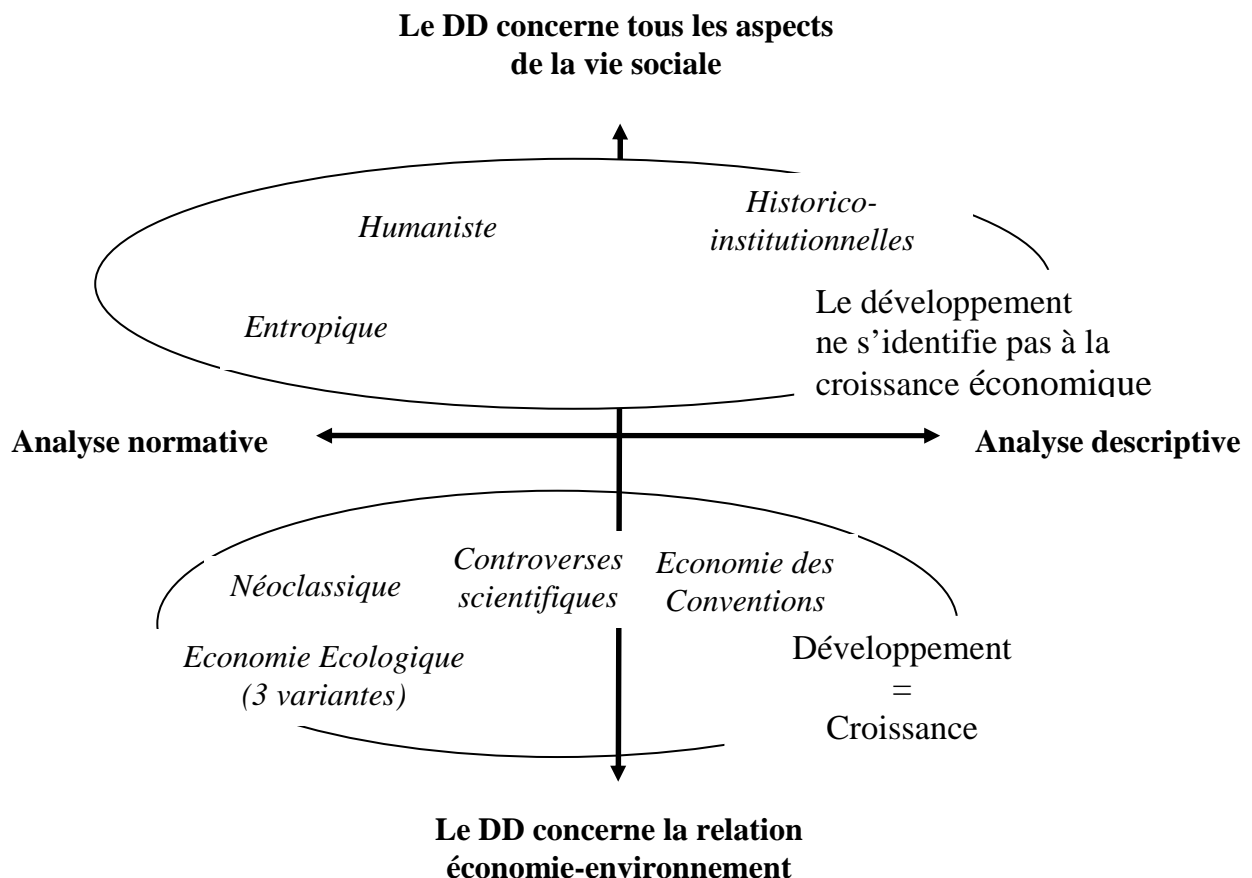 Le DD concerne tous les aspects
de la vie sociale
Humaniste
Historico-
institutionnelles
Entropique
Le développement
ne s’identifie pas à la
croissance économique
Analyse normative
Analyse descriptive
Néoclassique
Controverses
scientifiques
Economie des
Conventions
Economie Ecologique
(3 variantes)
Développement
=
Croissance
Le DD concerne la relation
économie-environnement